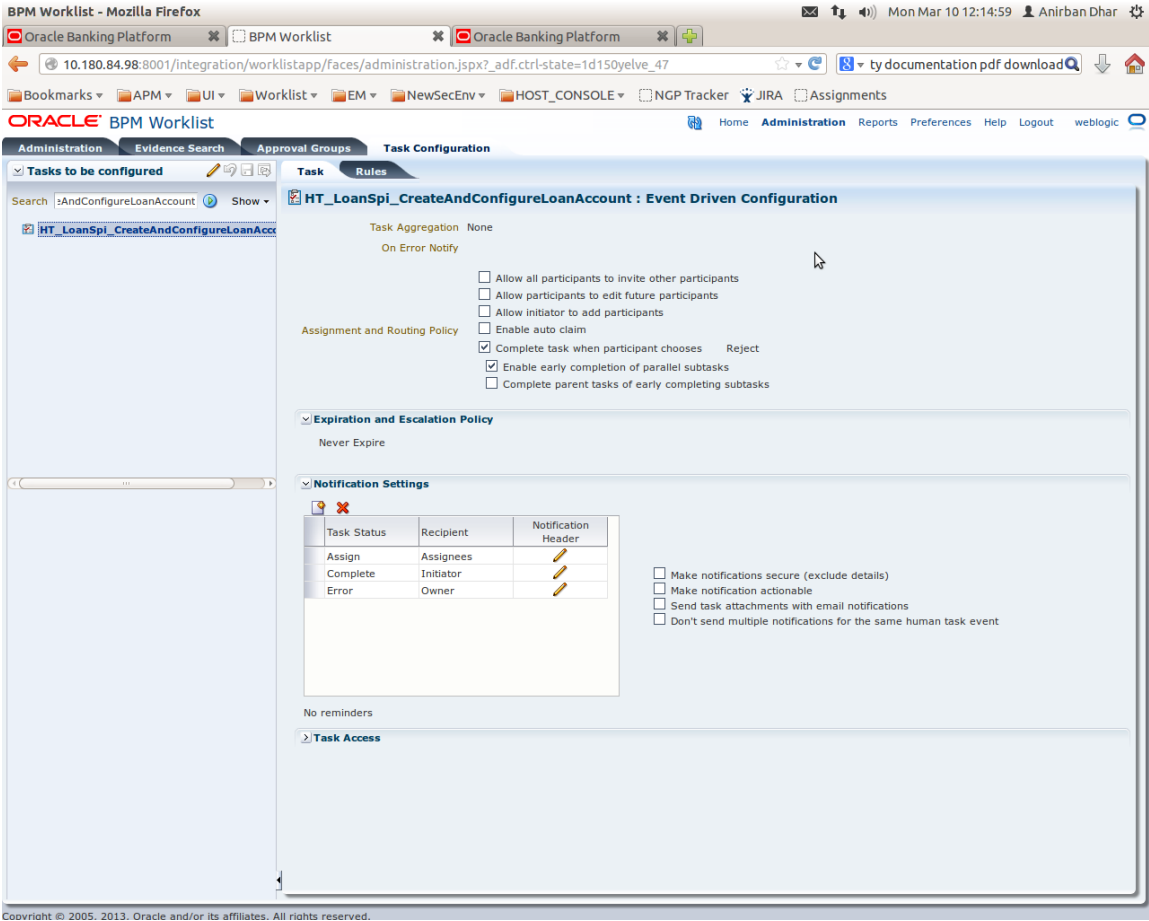 BPM Worklist - Mozilla Firefox
Mon Mar 10 12:14:59 Anirban Dhar
Oracle Banking Platform BPM Worklist Oracle Banking Platform
10.180.84.98:8001/integration/worklistapp/faces/administration.jspx?_adf.ctrl-state=1d150yelve_47 ty documentation pdf download
Bookmarks APM UI Worklist EM NewSecEnv HOST_CONSOLE NGP Tracker JIRA Assignments
ORACLE BPM Worklist Home Administration Reports Preferences Help Logout weblogic
Administration Evidence Search Approval Groups Task Configuration
Tasks to be configured
Search :AndConfigureLoanAccount Show
HT_LoanSpi_CreateAndConfigureLoanAcco
Task Rules
HT_LoanSpi_CreateAndConfigureLoanAccount : Event Driven Configuration
Task Aggregation None
On Error Notify
Assignment and Routing Policy
Allow all participants to invite other participants
Allow participants to edit future participants
Allow initiator to add participants
Enable auto claim
Complete task when participant chooses Reject
Enable early completion of parallel subtasks
Complete parent tasks of early completing subtasks
Expiration and Escalation Policy
Never Expire
Notification Settings
Task Status Recipient Notification Header
Assign Assignees
Complete Initiator
Error Owner
Make notifications secure (exclude details)
Make notification actionable
Send task attachments with email notifications
Don't send multiple notifications for the same human task event
No reminders
Task Access
Copyright © 2005, 2013, Oracle and/or its affiliates. All rights reserved.